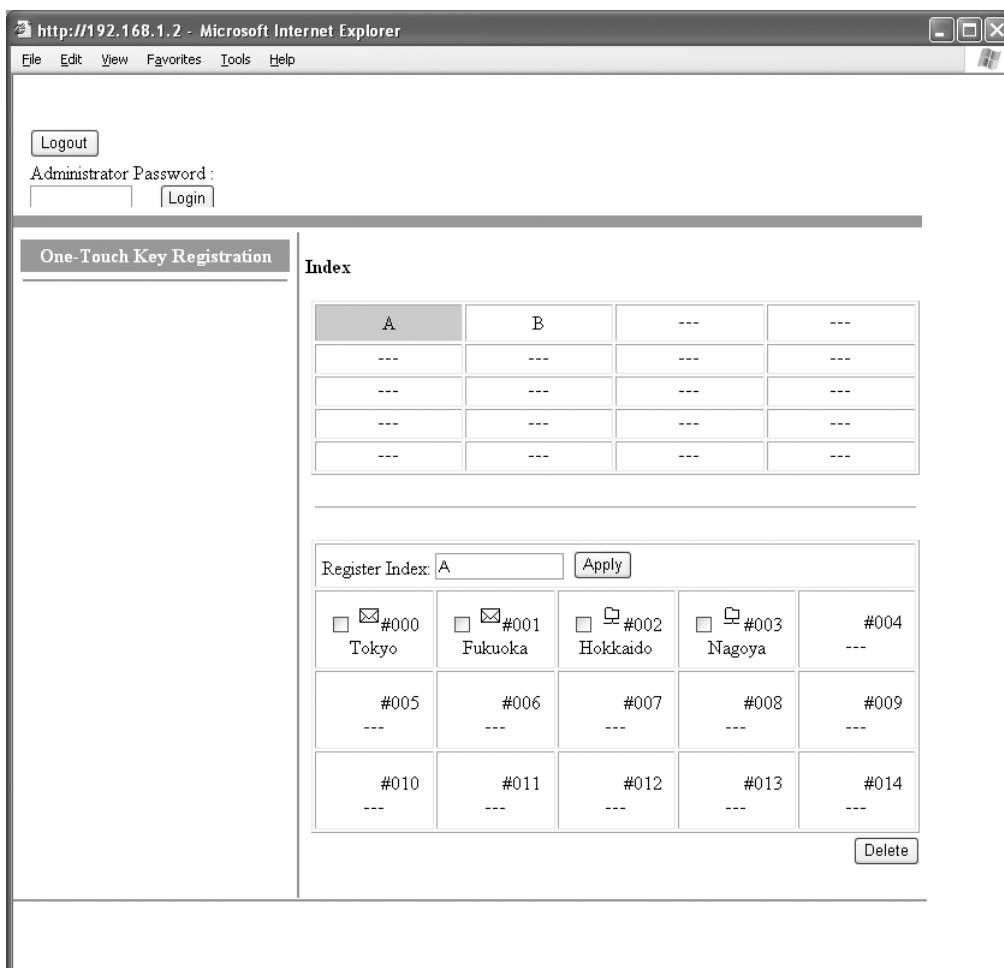 http://192.168.1.2 - Microsoft Internet Explorer
File Edit View Favorites Tools Help
Logout
Administrator Password :
Login
One-Touch Key Registration
Index
A B --- ---
--- --- --- ---
--- --- --- ---
--- --- --- ---
--- --- --- ---
Register Index: A Apply
#000 #001 #002 #003 #004
Tokyo Fukuoka Hokkaido Nagoya ---
#005 #006 #007 #008 #009
--- --- --- --- ---
#010 #011 #012 #013 #014
--- --- --- --- ---
Delete